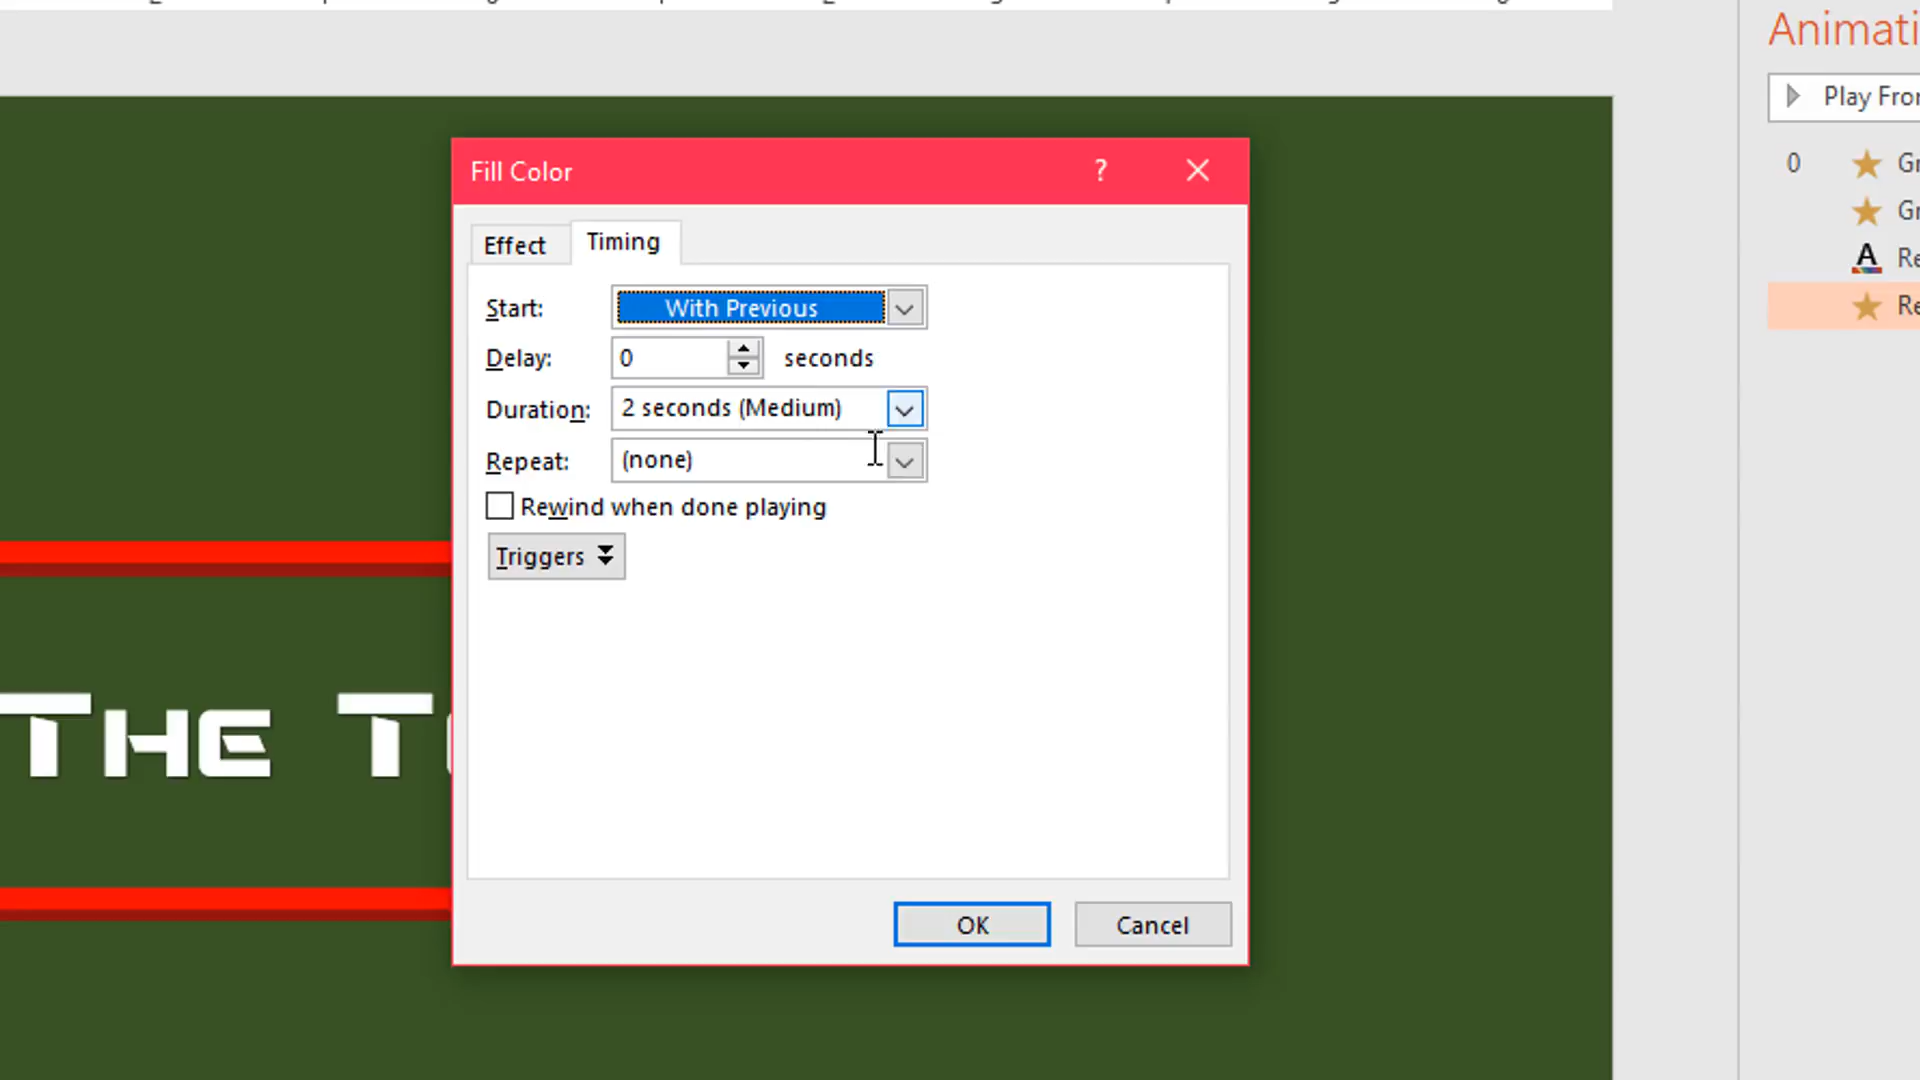 Animati
Play Fro
Fill Color
?
0
Gr
Gr
Effect
Timing
A
Re
Start:
With Previous
Re
Delay:
0
seconds
Duration:
2 seconds (Medium)
Repeat:
(none)
Rewind when done playing
Triggers
THE T
OK
Cancel